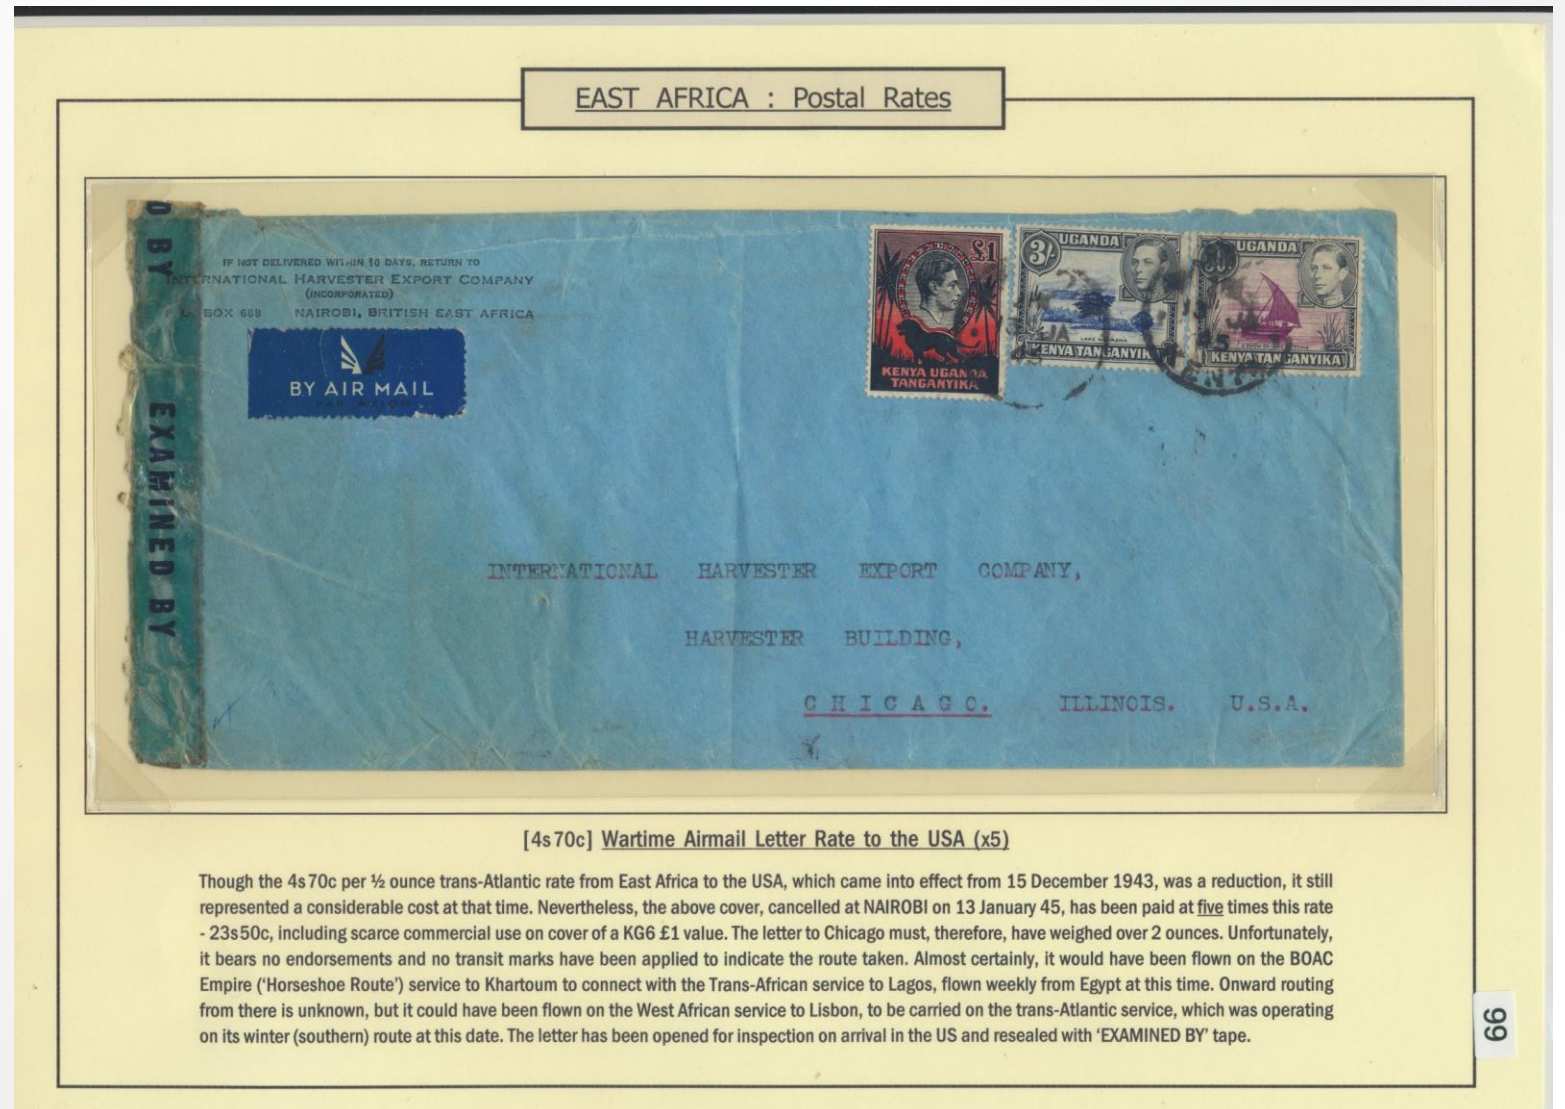 EAST AFRICA : Postal Rates
D BY
EXAMINED BY
IF NOT DELIVERED WITHIN 10 DAYS, RETURN TO
INTERNATIONAL HARVESTER EXPORT COMPANY
(INCORPORATED)
P.O. BOX 668 NAIROBI, BRITISH EAST AFRICA
BY AIR MAIL
PAR AVION
£1
KENYA UGANDA
TANGANYIKA
3/-
UGANDA
LAKE NAIVASHA
KENYA TANGANYIKA
UGANDA
KENYA TANGANYIKA
13
JA
KENYA
INTERNATIONAL HARVESTER EXPORT COMPANY,
HARVESTER BUILDING,
CHICAGO. ILLINOIS. U.S.A.
[4s70c] Wartime Airmail Letter Rate to the USA (x5)
Though the 4s70c per ½ ounce trans-Atlantic rate from East Africa to the USA, which came into effect from 15 December 1943, was a reduction, it still
represented a considerable cost at that time. Nevertheless, the above cover, cancelled at NAIROBI on 13 January 45, has been paid at five times this rate
- 23s50c, including scarce commercial use on cover of a KG6 £1 value. The letter to Chicago must, therefore, have weighed over 2 ounces. Unfortunately,
it bears no endorsements and no transit marks have been applied to indicate the route taken. Almost certainly, it would have been flown on the BOAC
Empire (‘Horseshoe Route’) service to Khartoum to connect with the Trans-African service to Lagos, flown weekly from Egypt at this time. Onward routing
from there is unknown, but it could have been flown on the West African service to Lisbon, to be carried on the trans-Atlantic service, which was operating
on its winter (southern) route at this date. The letter has been opened for inspection on arrival in the US and resealed with ‘EXAMINED BY’ tape.
99